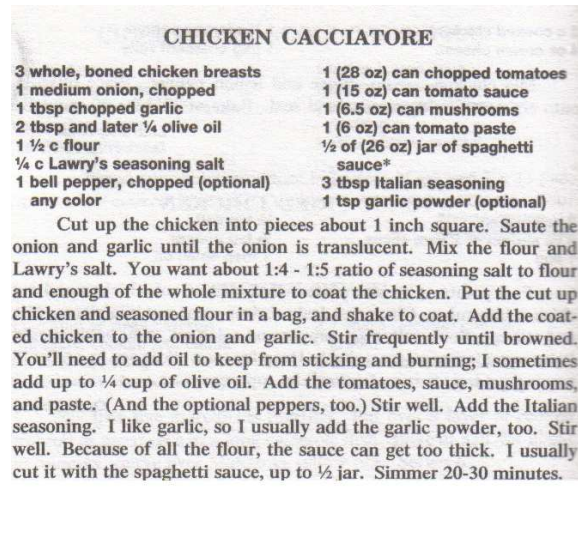 CHICKEN CACCIATORE
3 whole, boned chicken breasts
1 medium onion, chopped
1 tbsp chopped garlic
2 tbsp and later ¼ olive oil
1 ½ c flour
¼ c Lawry's seasoning salt
1 bell pepper, chopped (optional)
any color
1 (28 oz) can chopped tomatoes
1 (15 oz) can tomato sauce
1 (6.5 oz) can mushrooms
1 (6 oz) can tomato paste
½ of (26 oz) jar of spaghetti
sauce*
3 tbsp Italian seasoning
1 tsp garlic powder (optional)
Cut up the chicken into pieces about 1 inch square. Saute the
onion and garlic until the onion is translucent. Mix the flour and
Lawry's salt. You want about 1:4 - 1:5 ratio of seasoning salt to flour
and enough of the whole mixture to coat the chicken. Put the cut up
chicken and seasoned flour in a bag, and shake to coat. Add the coat-
ed chicken to the onion and garlic. Stir frequently until browned.
You'll need to add oil to keep from sticking and burning; I sometimes
add up to ¼ cup of olive oil. Add the tomatoes, sauce, mushrooms,
and paste. (And the optional peppers, too.) Stir well. Add the Italian
seasoning. I like garlic, so I usually add the garlic powder, too. Stir
well. Because of all the flour, the sauce can get too thick. I usually
cut it with the spaghetti sauce, up to ½ jar. Simmer 20-30 minutes.